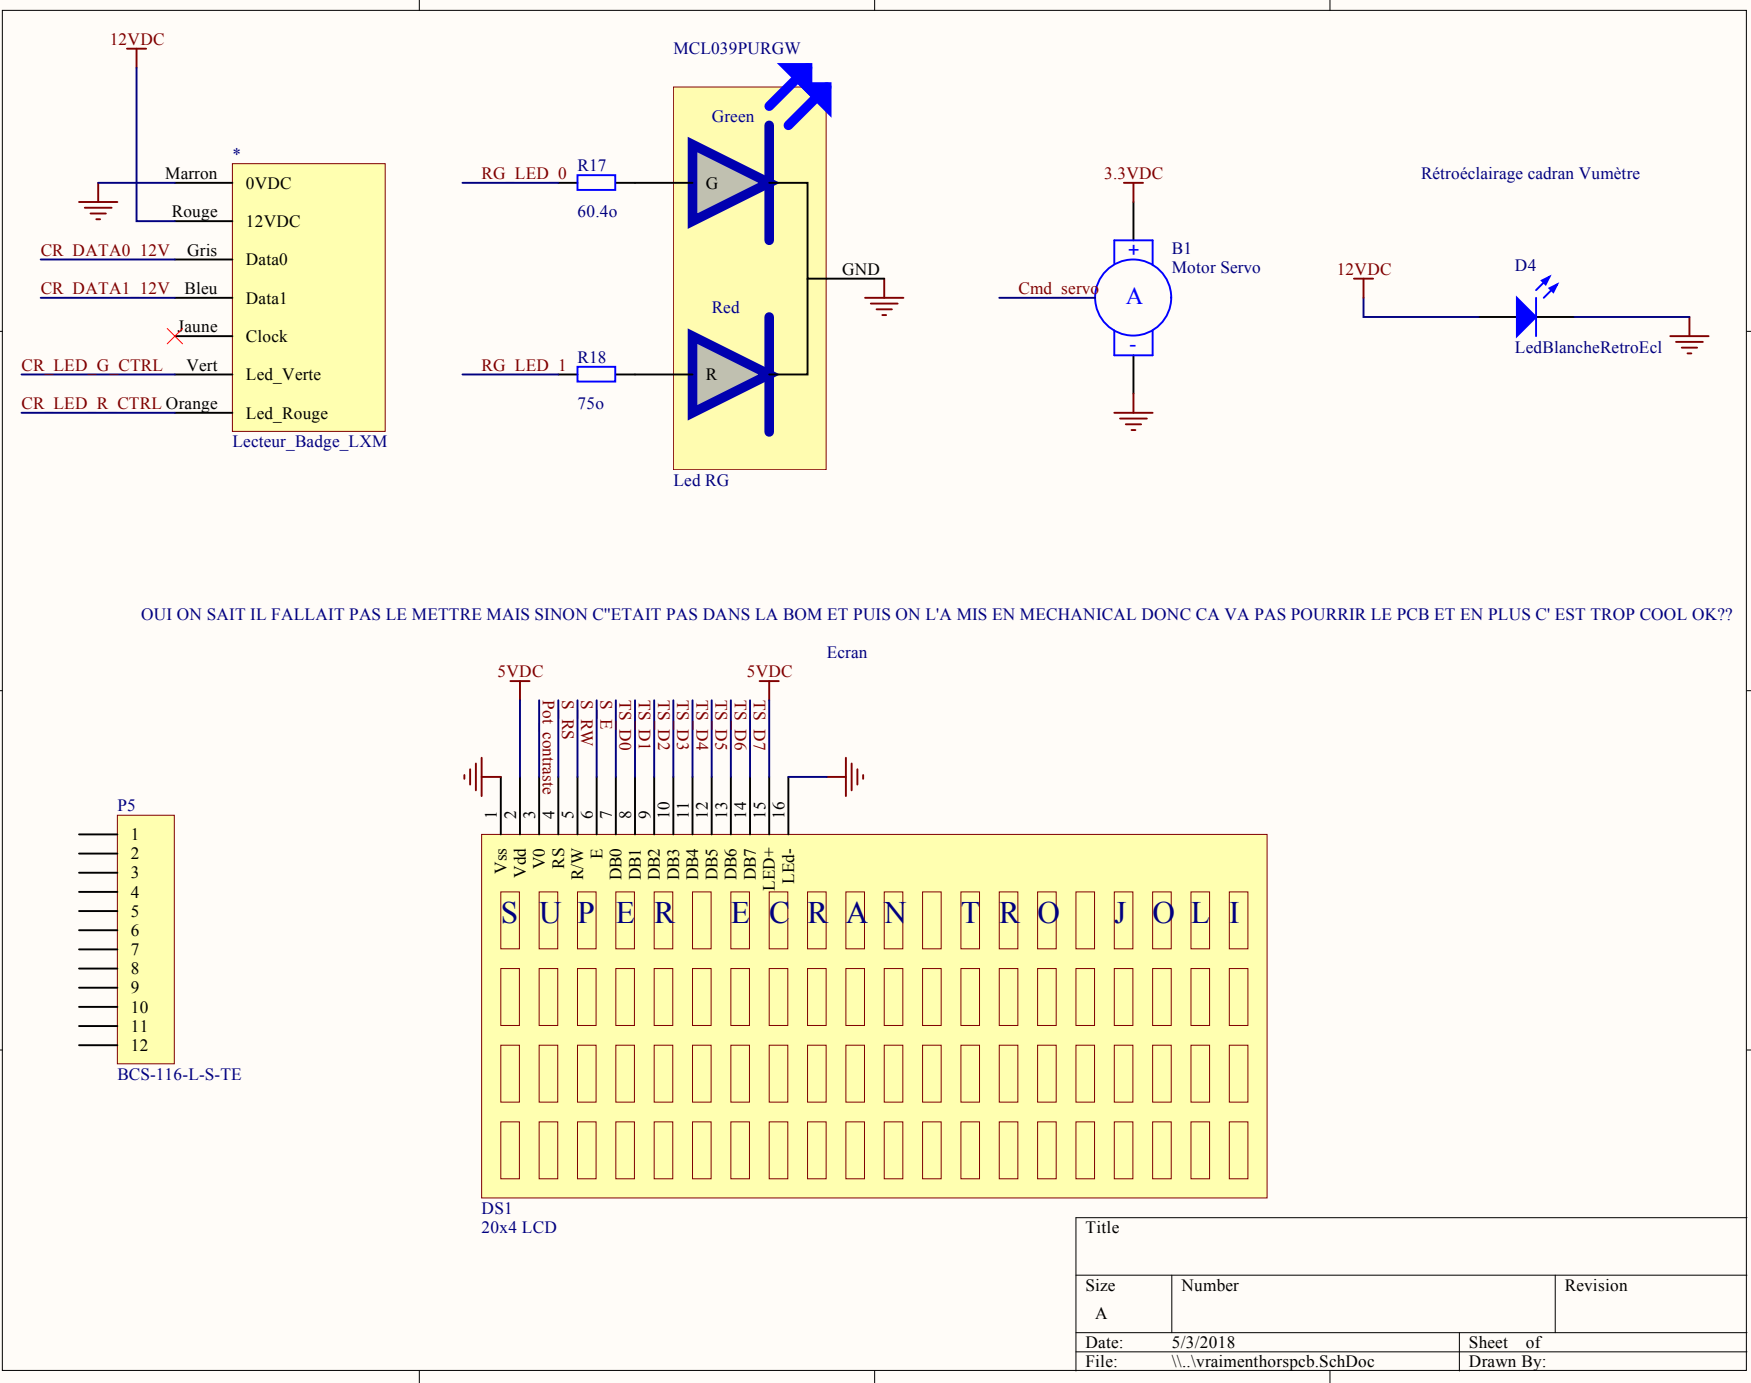 12VDC
*
Marron 0VDC
Rouge 12VDC
CR_DATA0_12V Gris Data0
CR_DATA1_12V Bleu Data1
Jaune Clock
CR_LED_G_CTRL Vert Led_Verte
CR_LED_R_CTRL Orange Led_Rouge
Lecteur_Badge_LXM
MCL039PURGW
Green
RG_LED_0 R17 G
60.4o
GND
Red
RG_LED_1 R18 R
75o
Led RG
3.3VDC
+ B1
Motor Servo
Cmd_servo A
-
Rétroéclairage cadran Vumètre
12VDC D4
LedBlancheRetroEcl
OUI ON SAIT IL FALLAIT PAS LE METTRE MAIS SINON C"ETAIT PAS DANS LA BOM ET PUIS ON L'A MIS EN MECHANICAL DONC CA VA PAS POURRIR LE PCB ET EN PLUS C' EST TROP COOL OK??
Ecran
5VDC 5VDC
Pot_contraste
S_RS
S_RW
S_E
TS_D0
TS_D1
TS_D2
TS_D3
TS_D4
TS_D5
TS_D6
TS_D7
1 2 3 4 5 6 7 8 9 10 11 12 13 14 15 16
Vss
Vdd
V0
RS
R/W
E
DB0
DB1
DB2
DB3
DB4
DB5
DB6
DB7
LED+
LEd-
SUPER ECRAN TRO JOLI
DS1
20x4 LCD
P5
1
2
3
4
5
6
7
8
9
10
11
12
BCS-116-L-S-TE
Title
Size Number Revision
A
Date: 5/3/2018 Sheet of
File: \\..\vraimenthorspcb.SchDoc Drawn By: